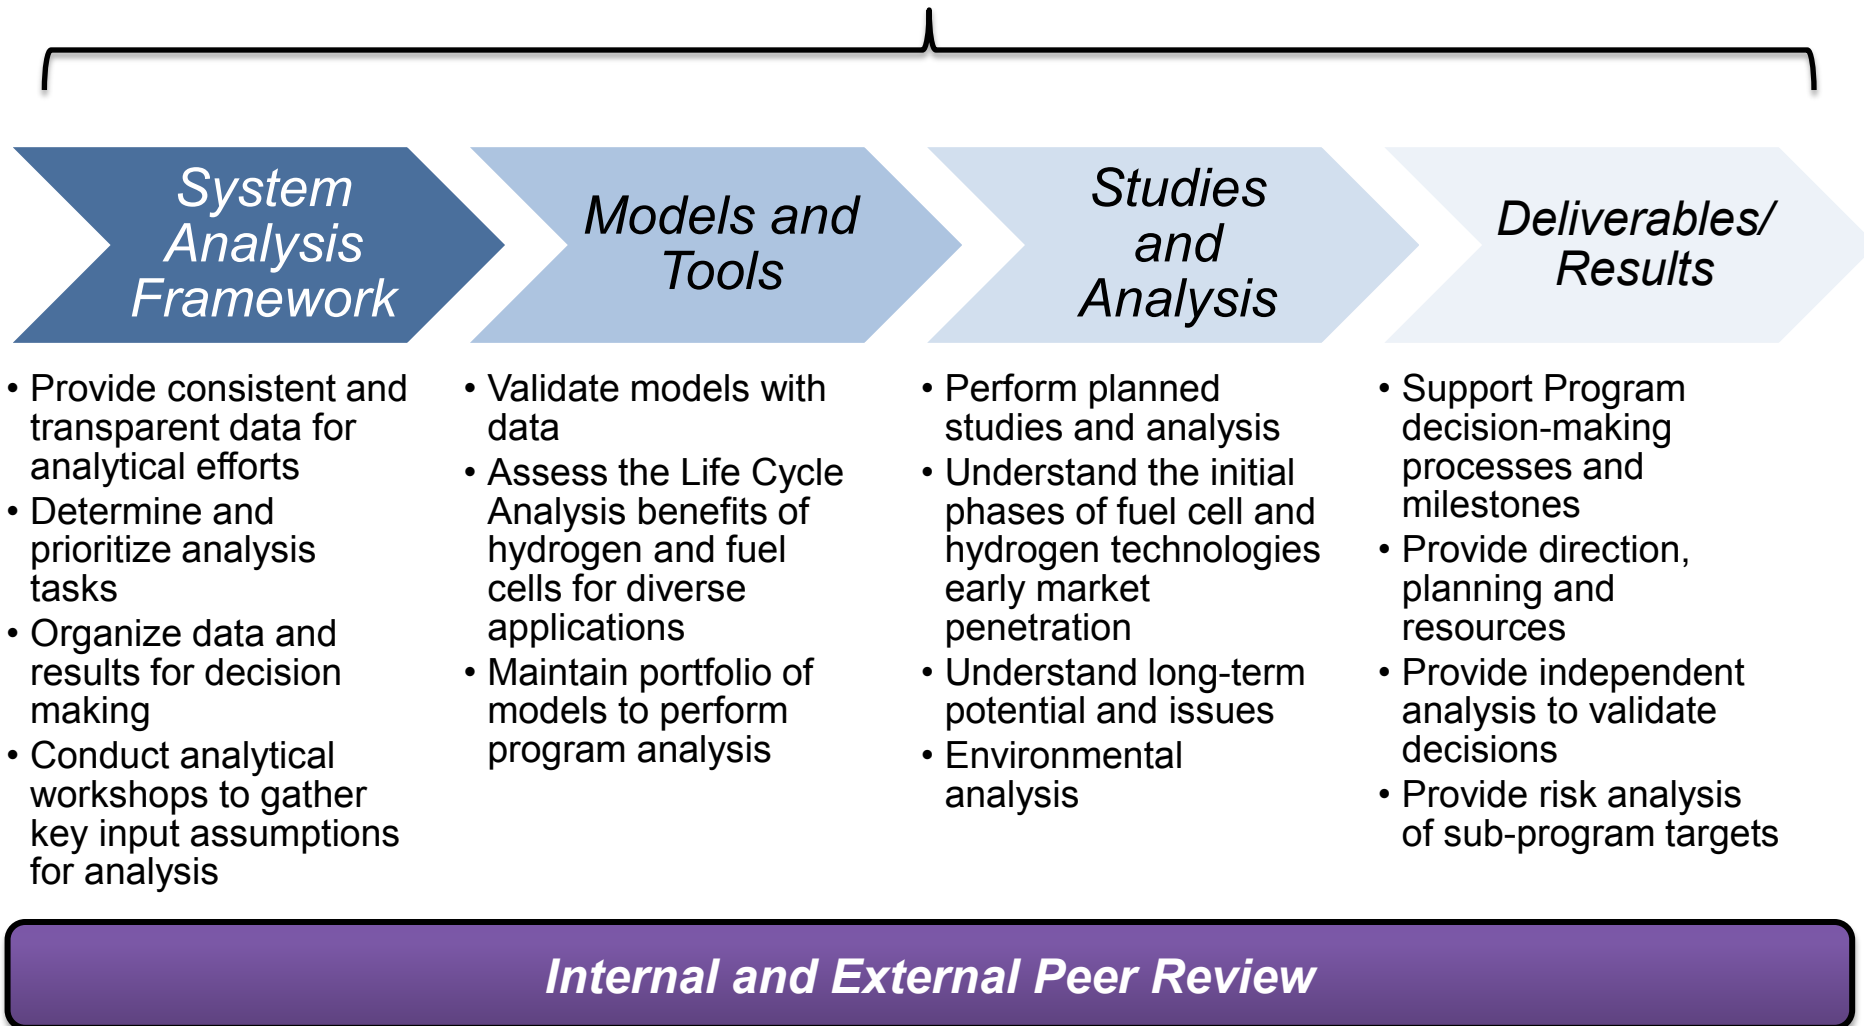 System
Analysis
Framework
Models and
Tools
Studies
and
Analysis
Deliverables/
Results
• Provide consistent and
transparent data for
analytical efforts
• Determine and
prioritize analysis
tasks
• Organize data and
results for decision
making
• Conduct analytical
workshops to gather
key input assumptions
for analysis
• Validate models with
data
• Assess the Life Cycle
Analysis benefits of
hydrogen and fuel
cells for diverse
applications
• Maintain portfolio of
models to perform
program analysis
• Perform planned
studies and analysis
• Understand the initial
phases of fuel cell and
hydrogen technologies
early market
penetration
• Understand long-term
potential and issues
• Environmental
analysis
• Support Program
decision-making
processes and
milestones
• Provide direction,
planning and
resources
• Provide independent
analysis to validate
decisions
• Provide risk analysis
of sub-program targets
Internal and External Peer Review